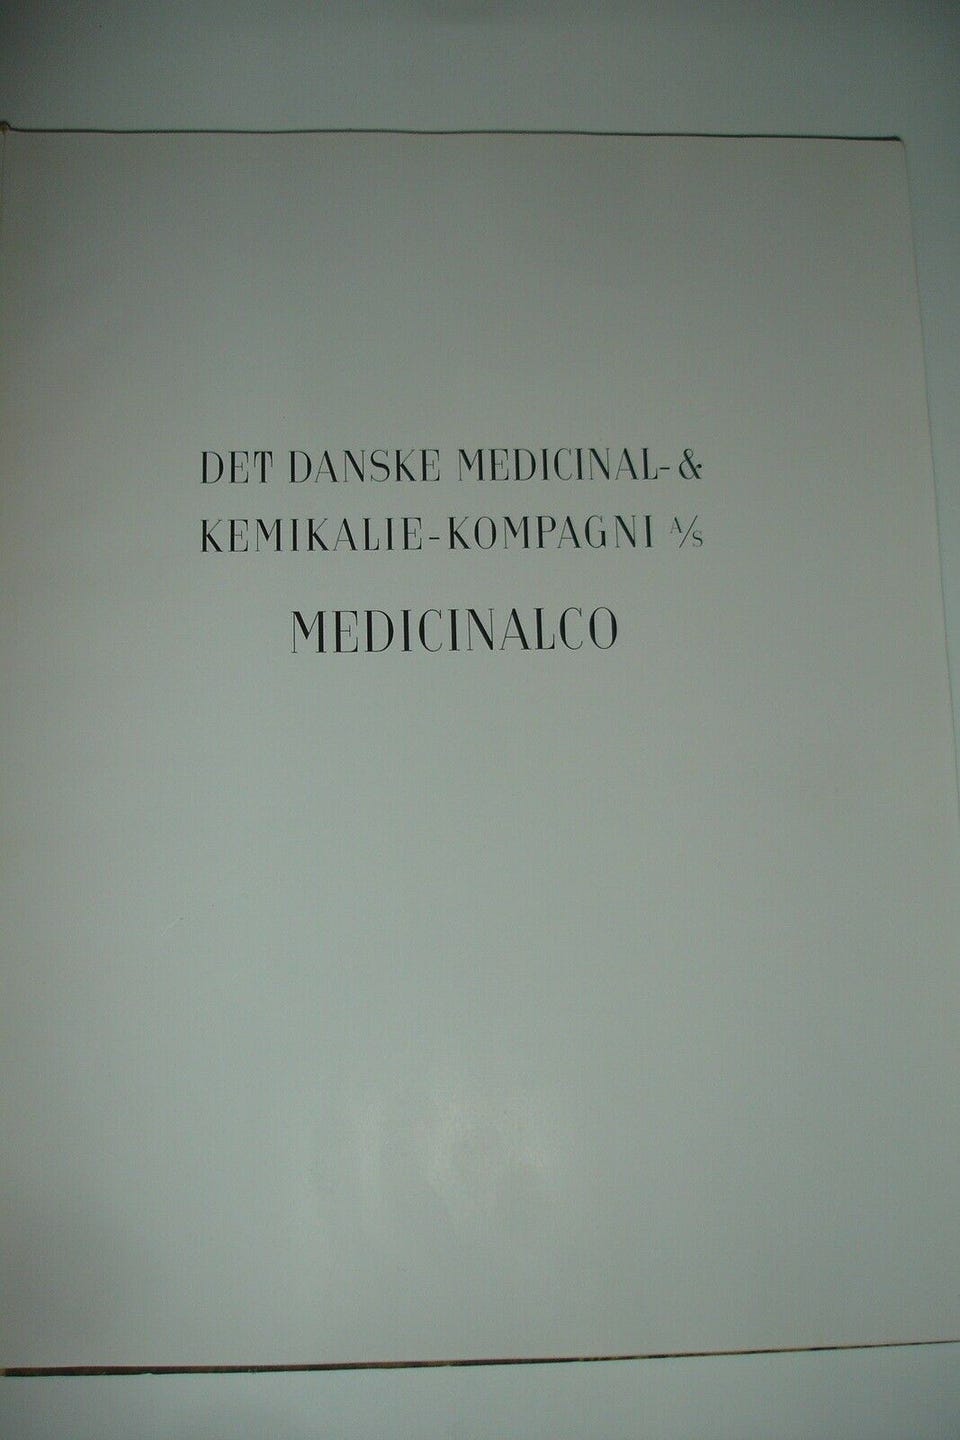 DET DANSKE MEDICINAL- &
KEMIKALIE-KOMPAGNI A/S
MEDICINALCO